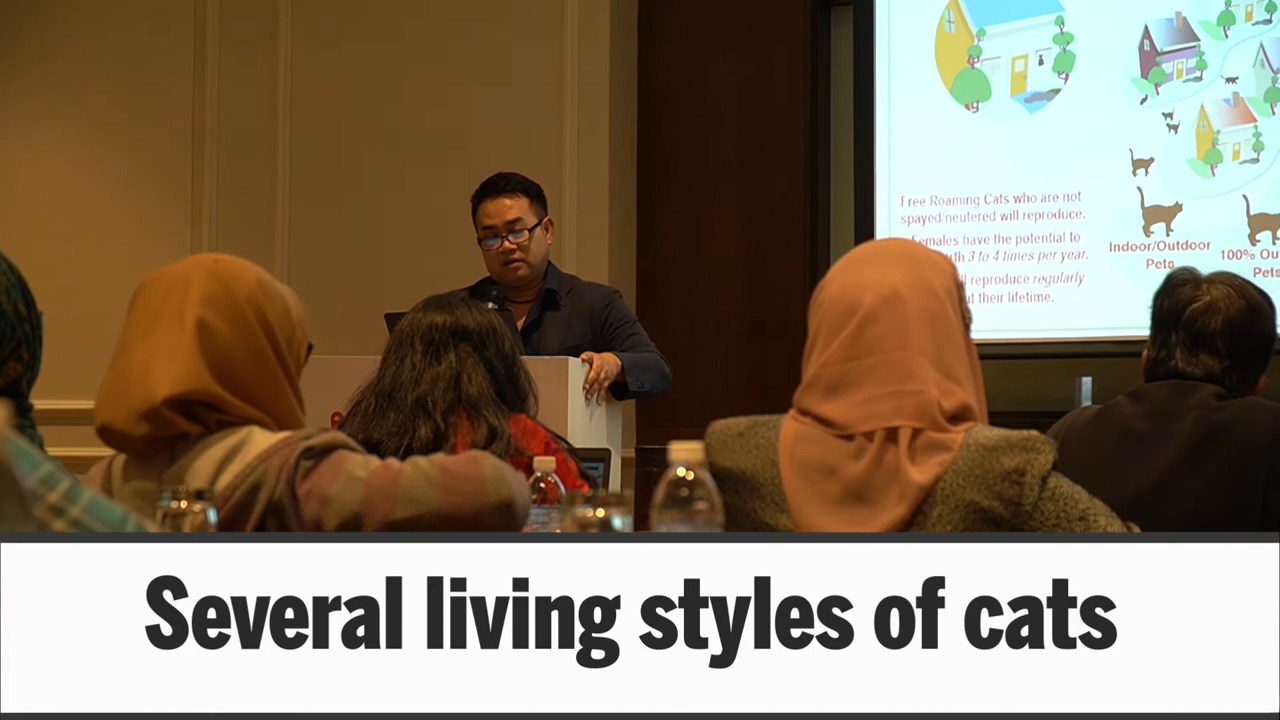 Free Roaming Cats who are not
spayed/neutered will reproduce.
Females have the potential to
3 to 4 times per year.
reproduce regularly
their lifetime.
Indoor/Outdoor
Pets
100%
Several living styles of cats